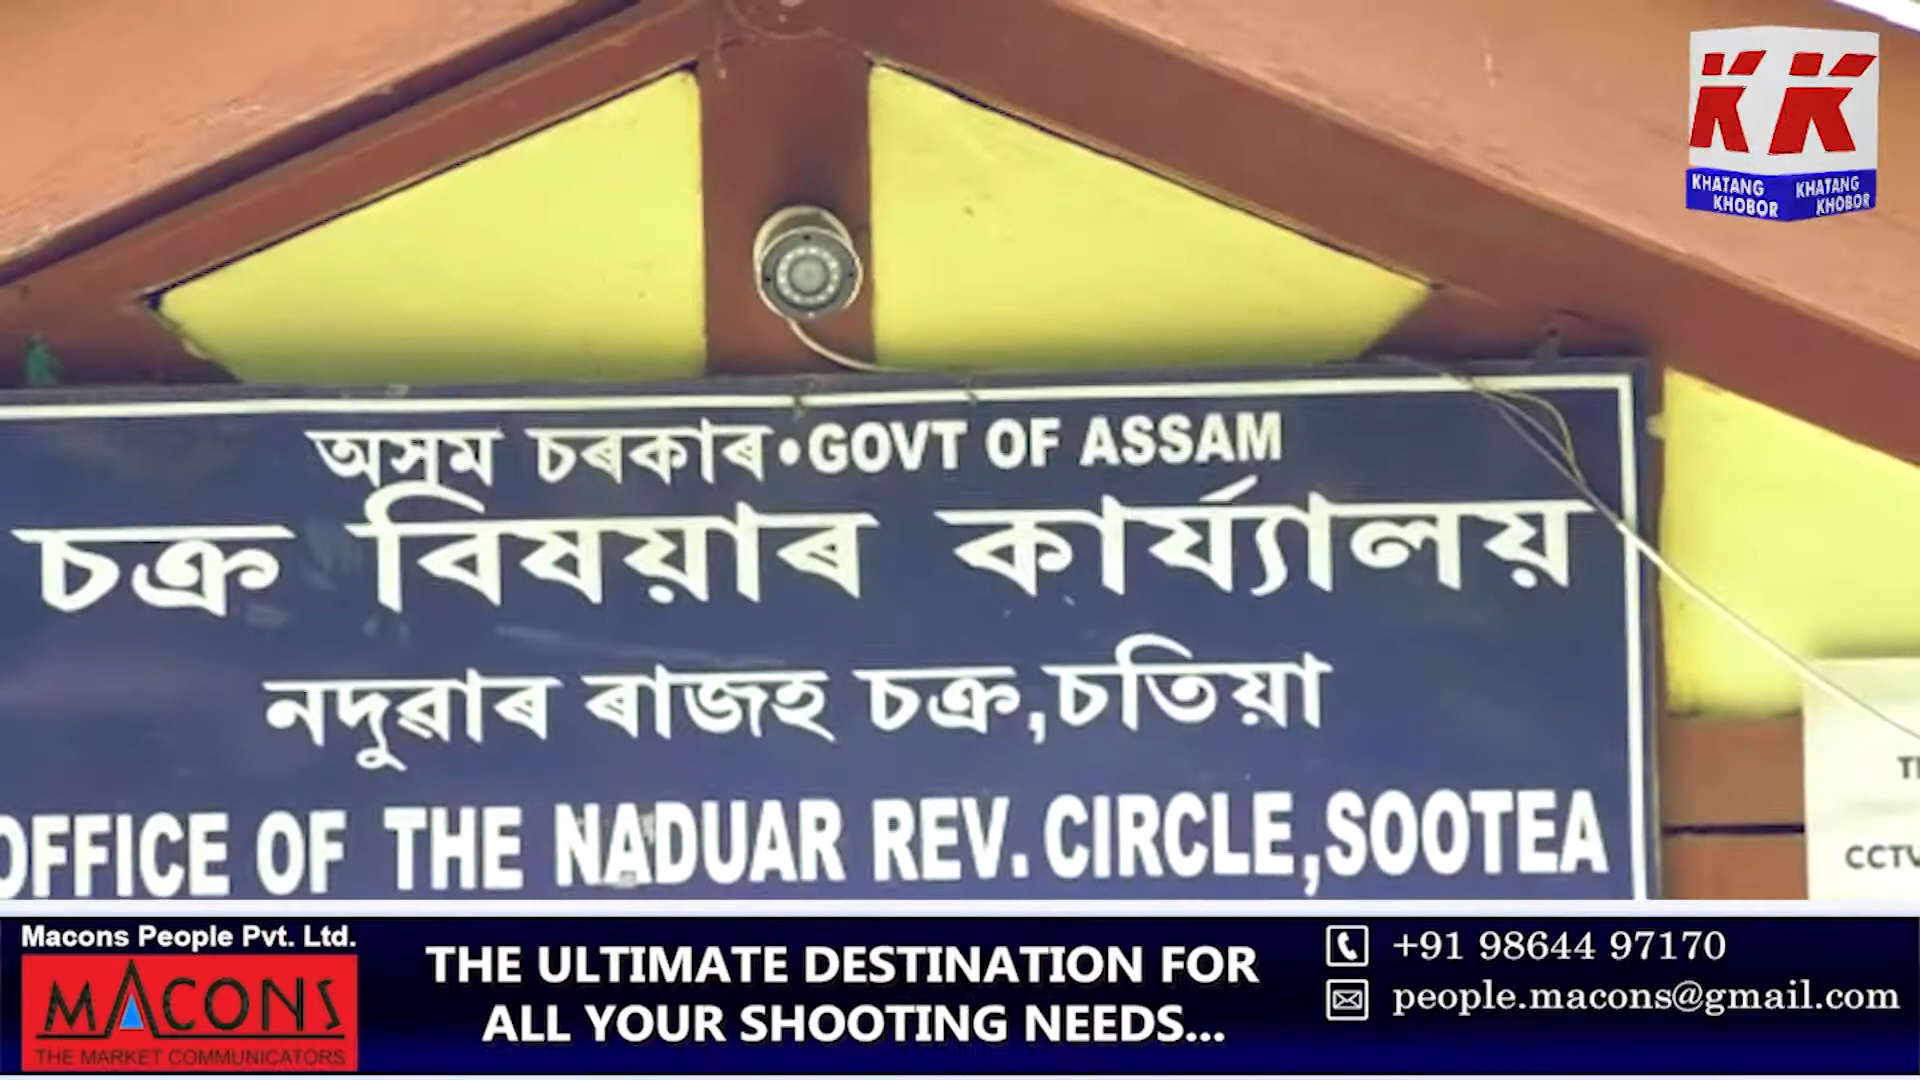 KK
KHATANG KHOBOR
KHATANG KHOBOR
অসম চৰকাৰ•GOVT OF ASSAM
চক্ৰ বিষয়াৰ কাৰ্য্যালয়
নদুৱাৰ ৰাজহ চক্ৰ,চতিয়া
OFFICE OF THE NADUAR REV. CIRCLE,SOOTEA
CCTV
Macons People Pvt. Ltd.
MACONS
THE MARKET COMMUNICATORS
THE ULTIMATE DESTINATION FOR
ALL YOUR SHOOTING NEEDS...
+91 98644 97170
people.macons@gmail.com